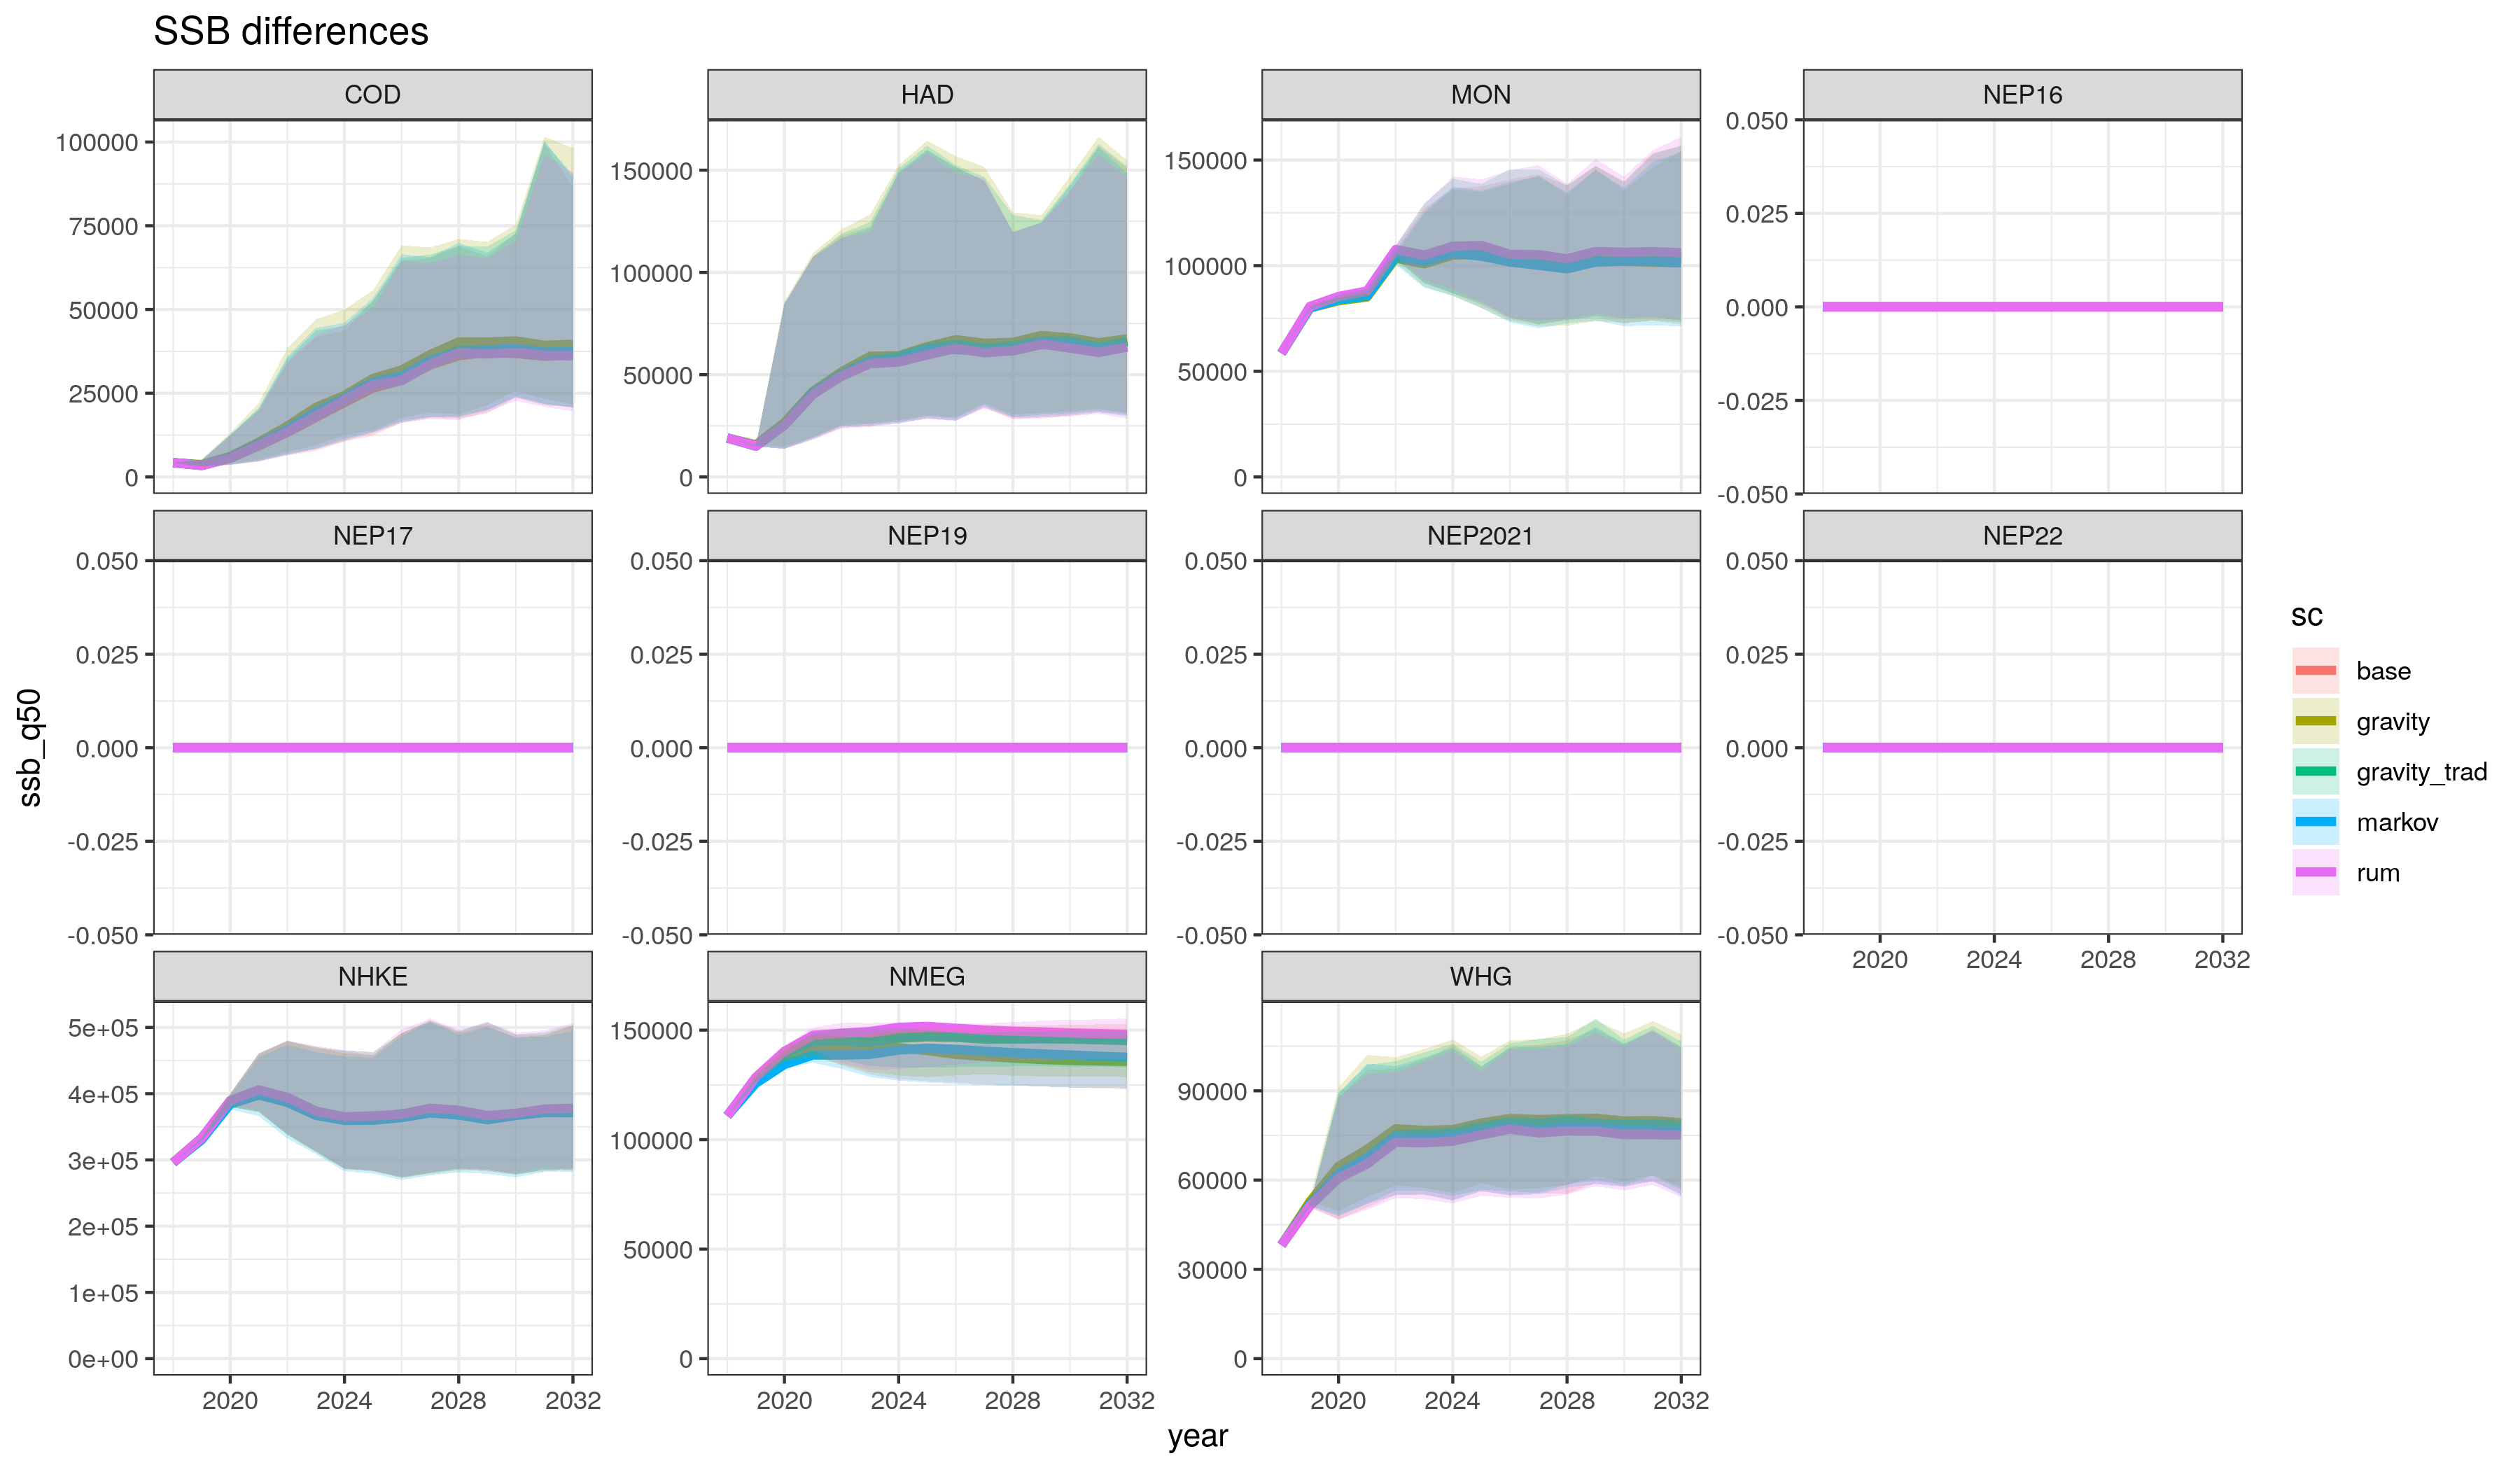 SSB differences
COD
HAD
MON
NEP16
100000
75000
50000
25000
0
150000
100000
50000
0
150000
100000
50000
0
0.050
0.025
0.000
-0.025
-0.050
NEP17
NEP19
NEP2021
NEP22
0.050
0.025
0.000
-0.025
-0.050
0.050
0.025
0.000
-0.025
-0.050
0.050
0.025
0.000
-0.025
-0.050
0.050
0.025
0.000
-0.025
-0.050
2020 2024 2028 2032
NHKE
NMEG
WHG
5e+05
4e+05
3e+05
2e+05
1e+05
0e+00
150000
100000
50000
0
90000
60000
30000
0
2020 2024 2028 2032
2020 2024 2028 2032
2020 2024 2028 2032
year
ssb_q50
sc
base
gravity
gravity_trad
markov
rum